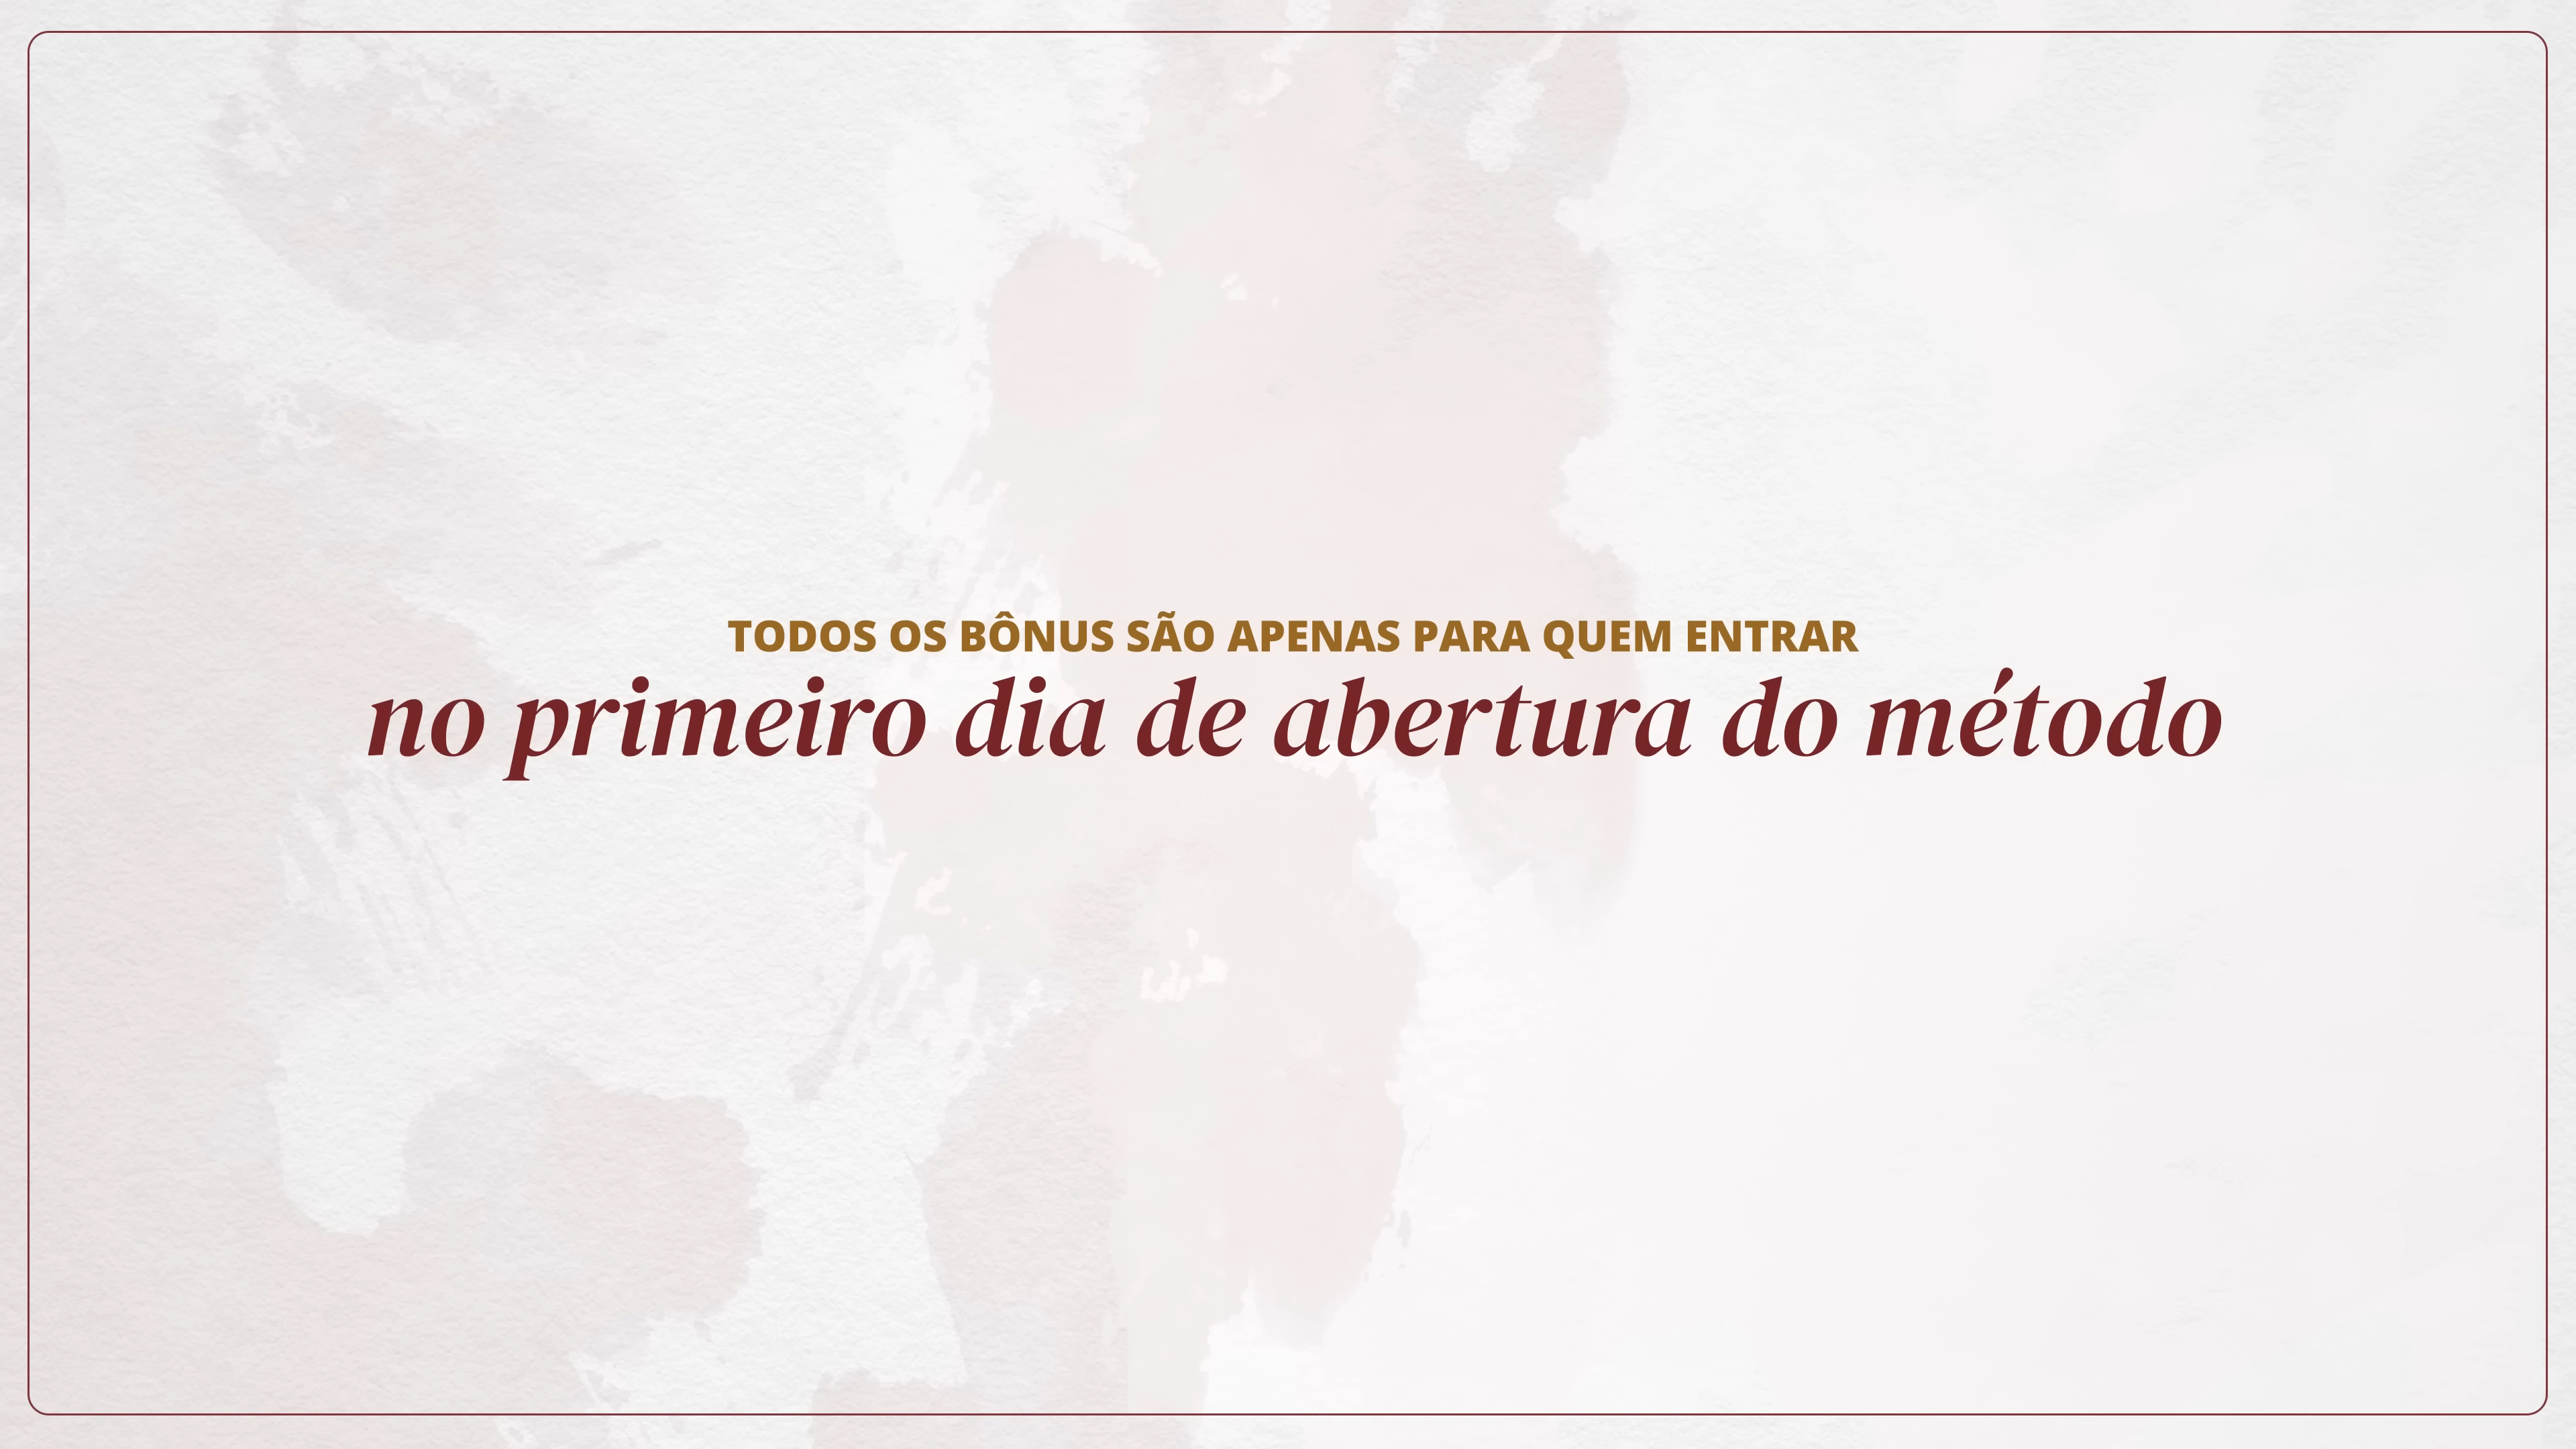 TODOS OS BÔNUS SÃO APENAS PARA QUEM ENTRAR
no primeiro dia de abertura do método